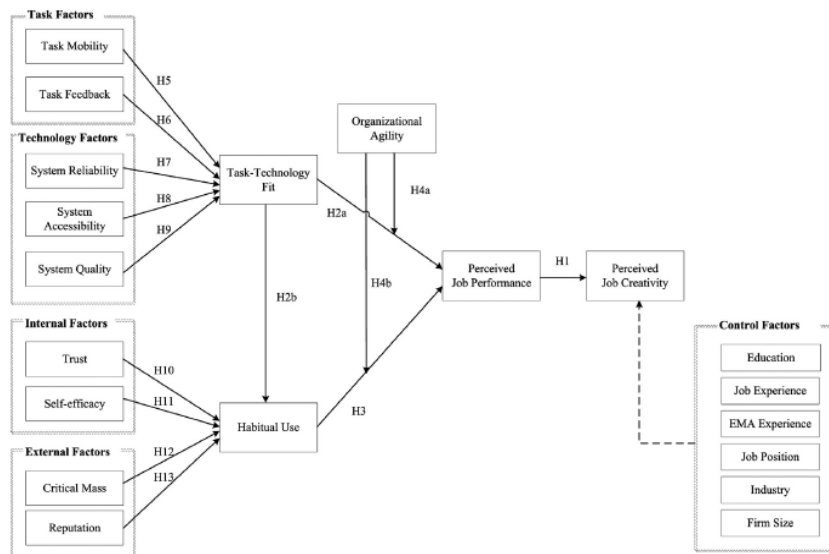 Task Factors
Task Mobility
Task Feedback
Technology Factors
System Reliability
System
Accessibility
System Quality
Internal Factors
Trust
Self-efficacy
External Factors
Critical Mass
Reputation
H5
H6
H7
H8
H9
H10
H11
H12
H13
Task-Technology
Fit
H2b
Habitual Use
Organizational
Agility
H4a
H2a
H4b
H3
Perceived
Job Performance
H1
Perceived
Job Creativity
Control Factors
Education
Job Experience
EMA Experience
Job Position
Industry
Firm Size